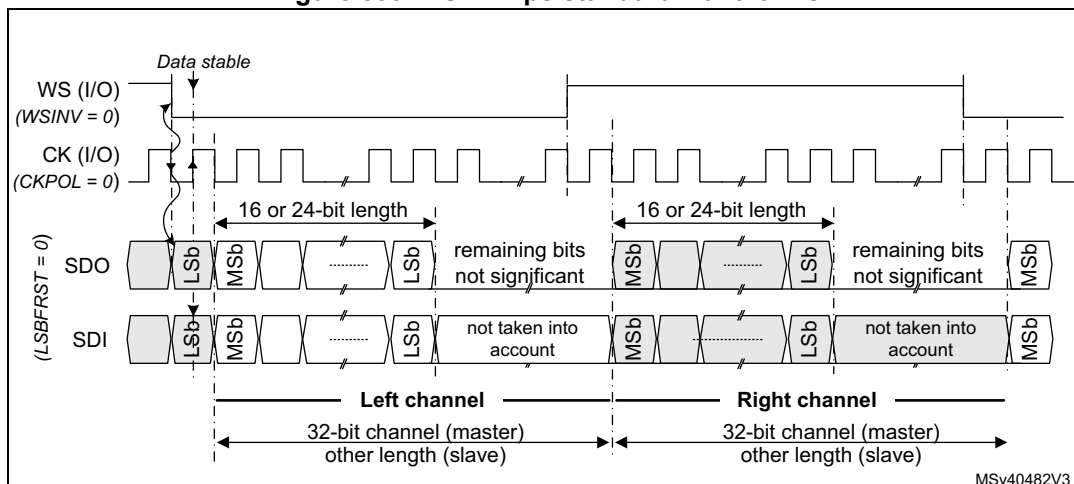 Data stable
WS (I/O)
(WSINV = 0)
CK (I/O)
(CKPOL = 0)
16 or 24-bit length
16 or 24-bit length
(LSBFRST = 0)
SDO
LSb
MSb
LSb
remaining bits
not significant
MSb
LSb
remaining bits
not significant
MSb
SDI
LSb
MSb
LSb
not taken into
account
MSb
LSb
not taken into
account
MSb
Left channel
Right channel
32-bit channel (master)
other length (slave)
32-bit channel (master)
other length (slave)
MSv40482V3